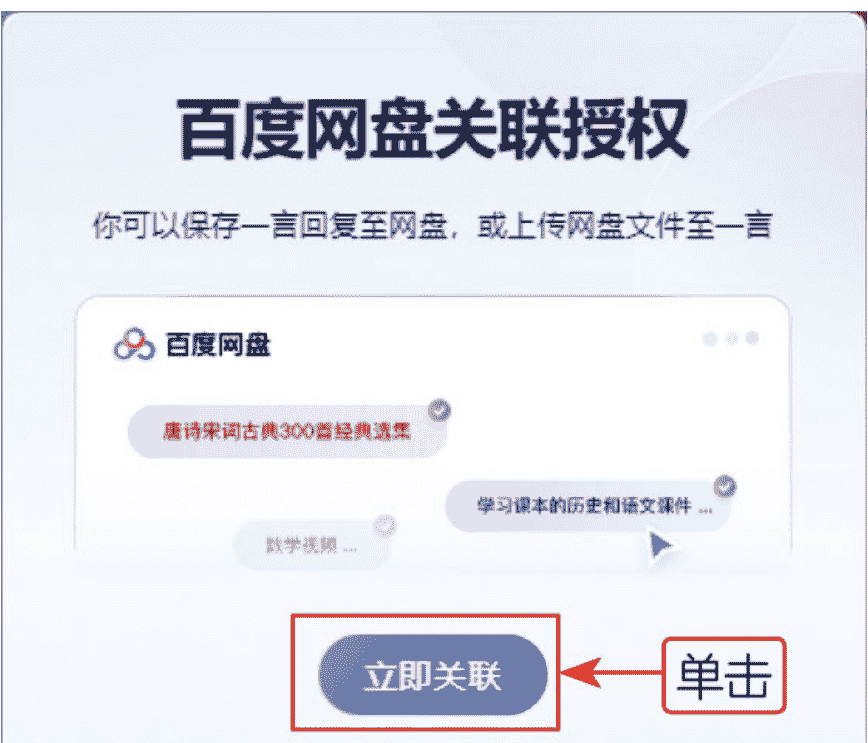 百度网盘关联授权
你可以保存一言回复至网盘，或上传网盘文件至一言
百度网盘
唐诗宋词古典300篇经典选集
学习课本的历史和语文课件 ...
数学视频 ...
立即关联
单击